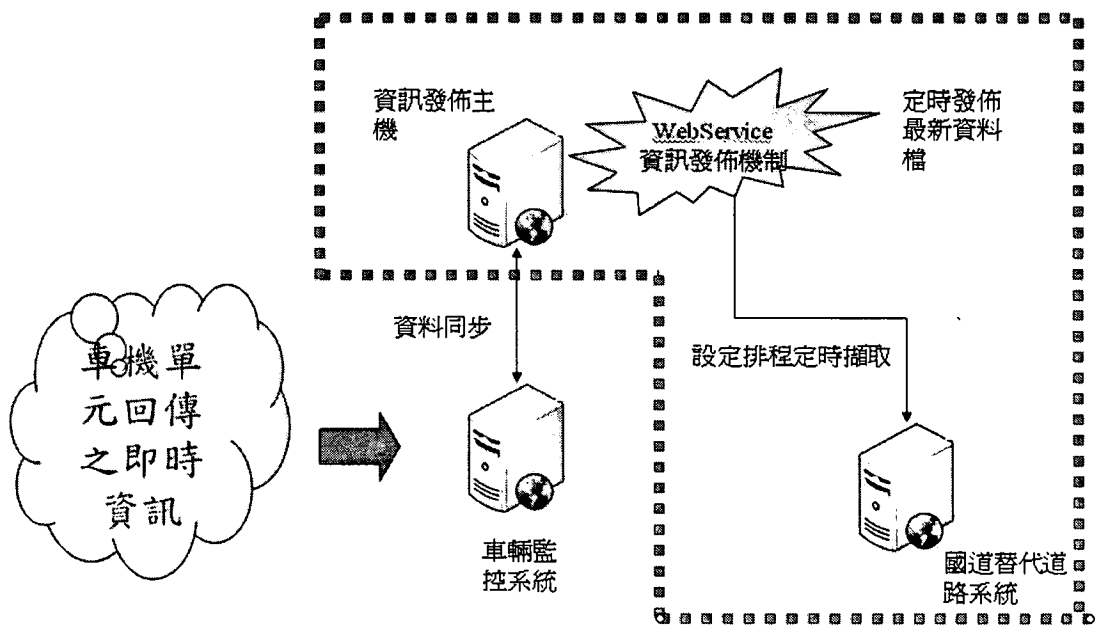 資訊發佈主
機
WebService
資訊發佈機制
定時發佈
最新資料
檔
資料同步
設定排程定時擷取
車機單
元回傳
之即時
資訊
車輛監
控系統
國道替代道
路系統